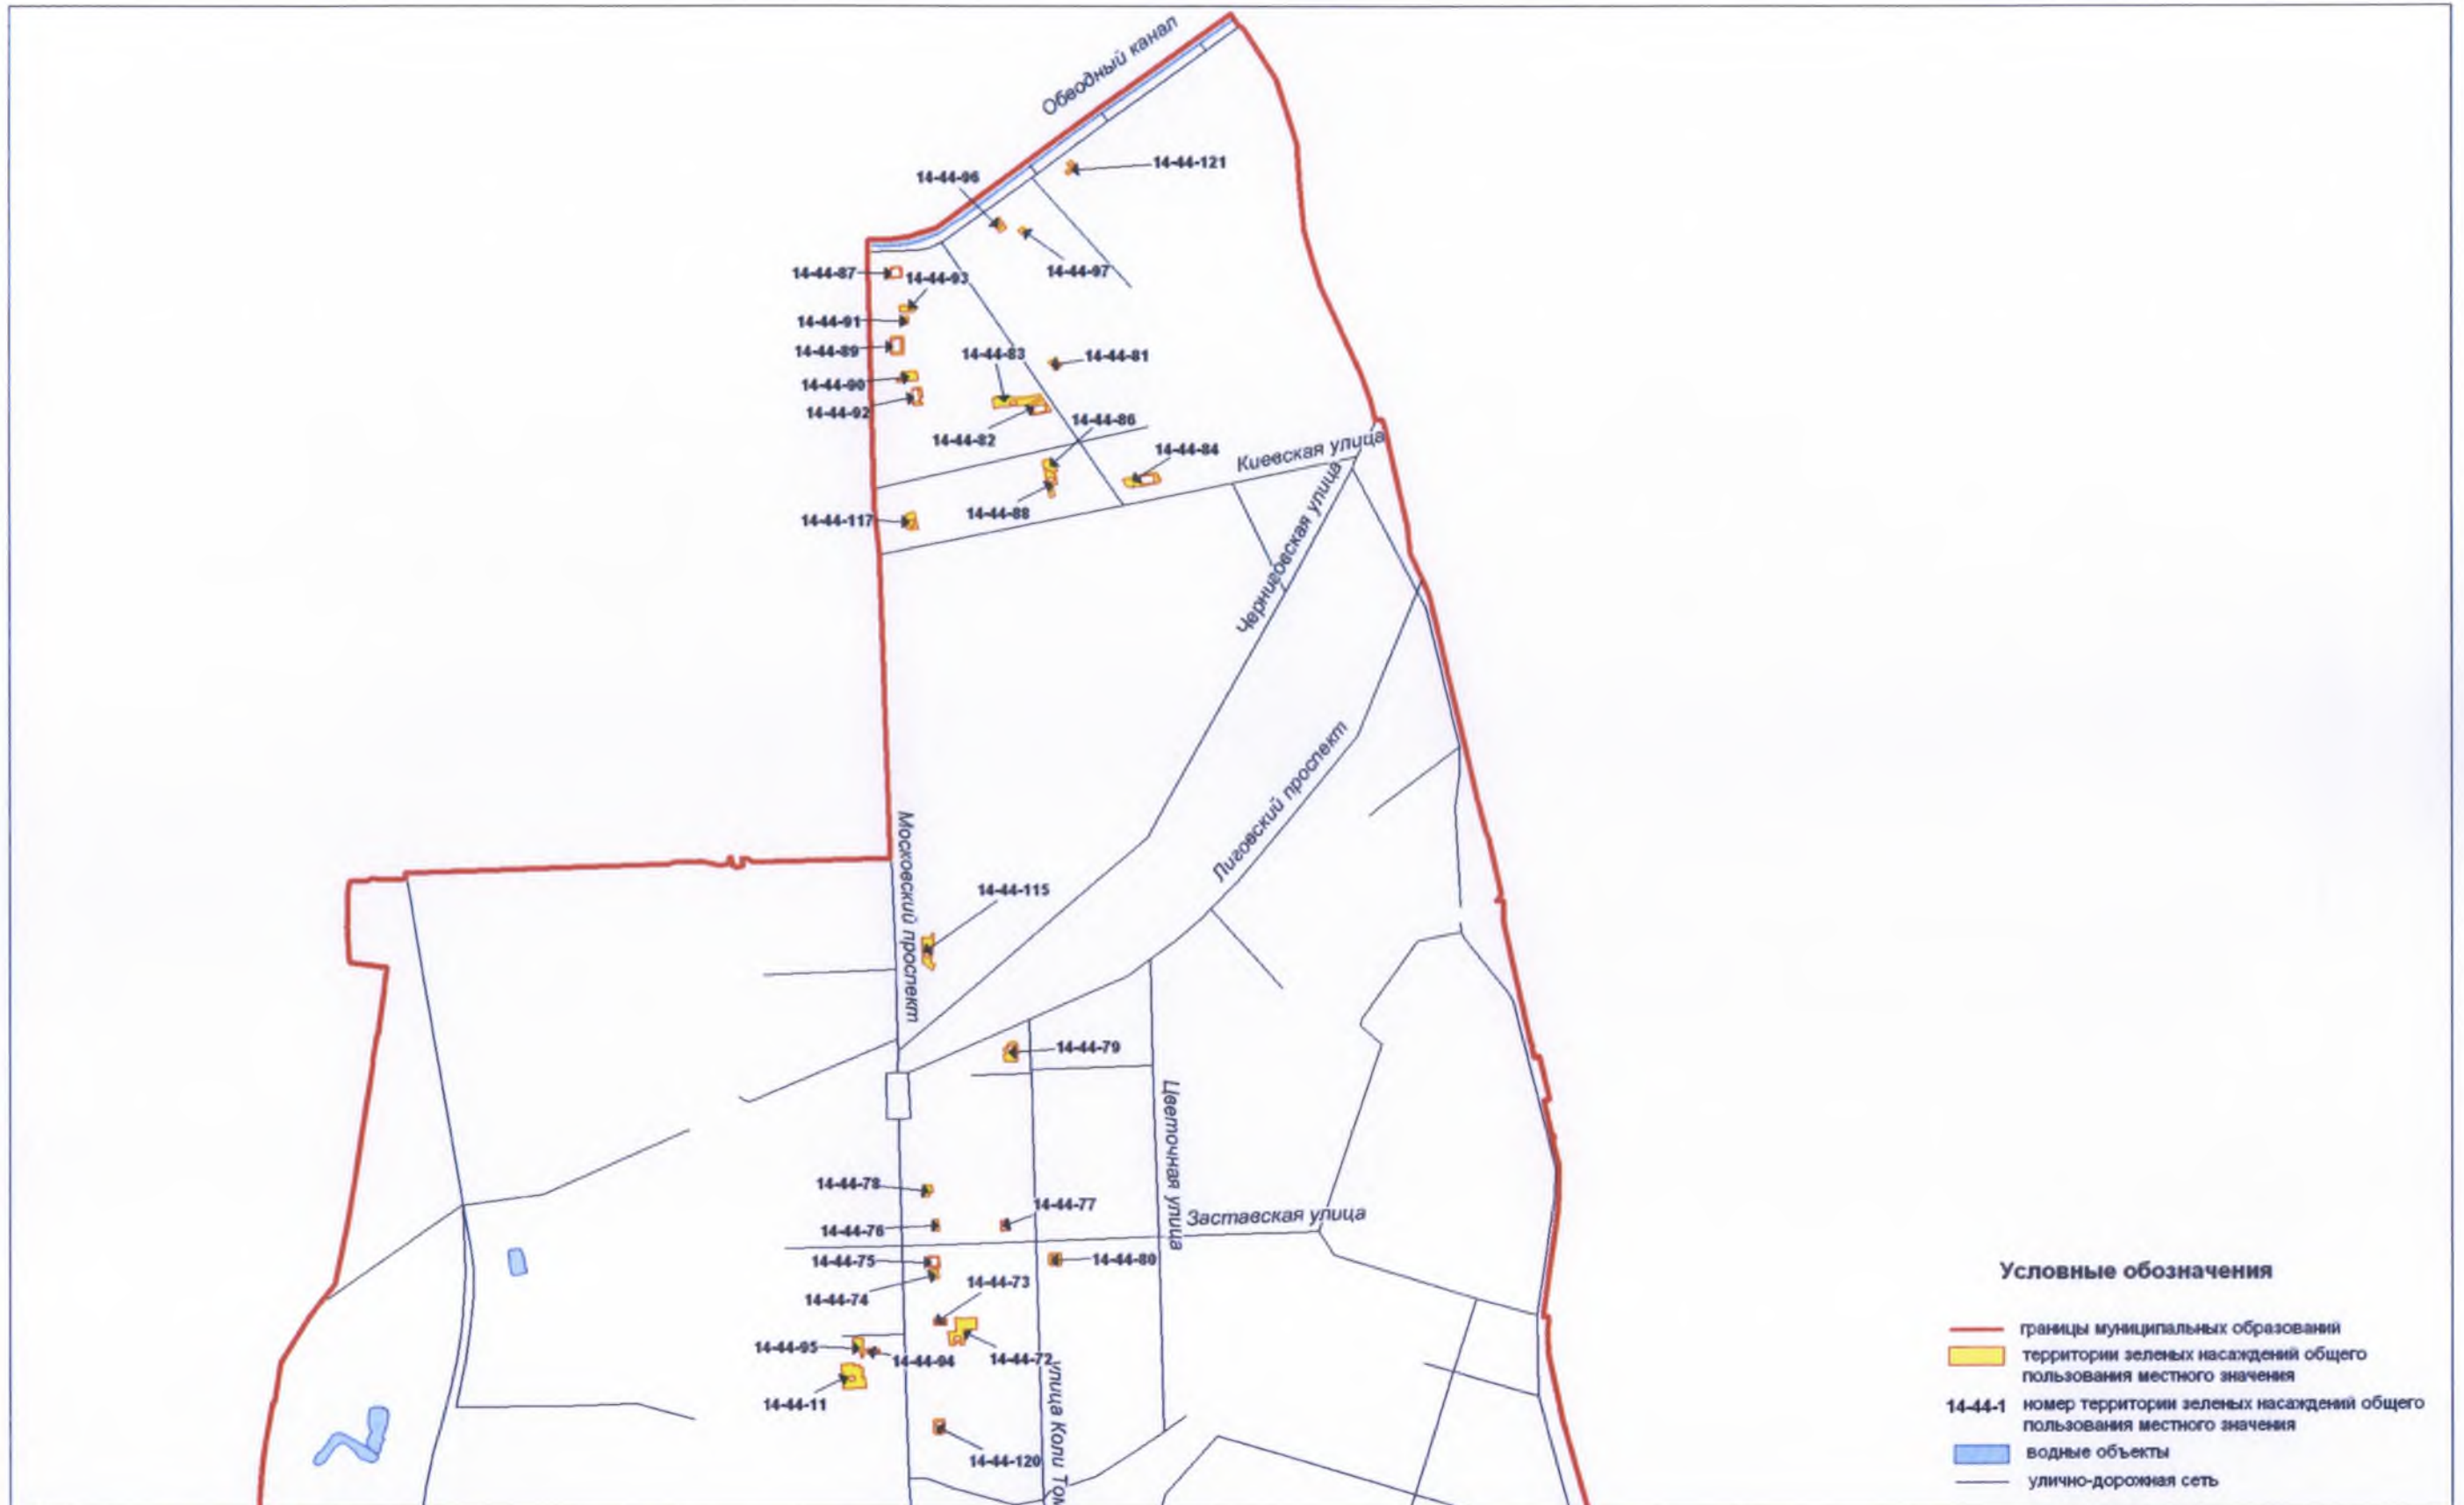 Обводный канал
14-44-121
14-44-96
14-44-97
14-44-87
14-44-93
14-44-91
14-44-89
14-44-83
14-44-81
14-44-90
14-44-92
14-44-86
14-44-82
14-44-84
Киевская улица
14-44-88
14-44-117
Черниговская улица
Лиговский проспект
Московский проспект
14-44-115
14-44-79
Цветочная улица
14-44-78
14-44-77
14-44-76
Заставская улица
14-44-75
14-44-80
14-44-73
14-44-74
14-44-95
14-44-94
14-44-72
14-44-11
улица Коли Том
14-44-120
Условные обозначения
границы муниципальных образований
территории зеленых насаждений общего
пользования местного значения
14-44-1 номер территории зеленых насаждений общего
пользования местного значения
водные объекты
улично-дорожная сеть